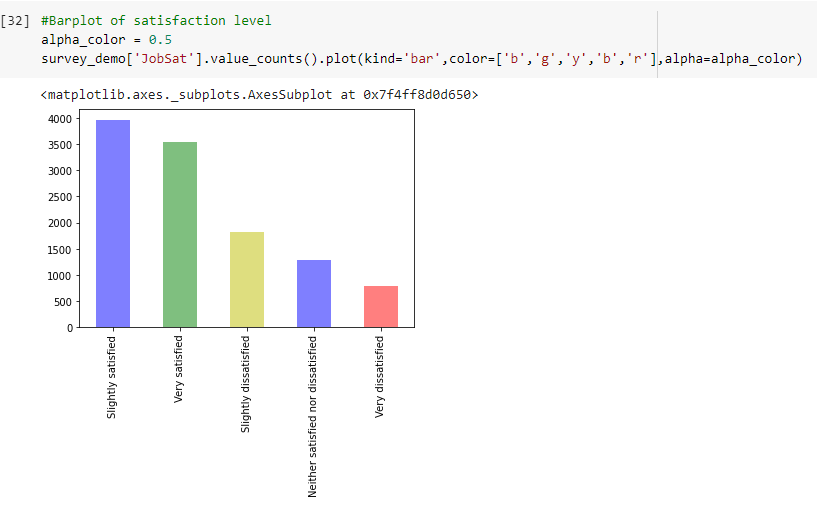 [32] #Barplot of satisfaction level
alpha_color = 0.5
survey_demo['JobSat'].value_counts().plot(kind='bar',color=['b','g','y','b','r'],alpha=alpha_color)
<matplotlib.axes._subplots.AxesSubplot at 0x7f4ff8d0d650>
4000
3500
3000
2500
2000
1500
1000
500
0
Slightly satisfied
Very satisfied
Slightly dissatisfied
Neither satisfied nor dissatisfied
Very dissatisfied